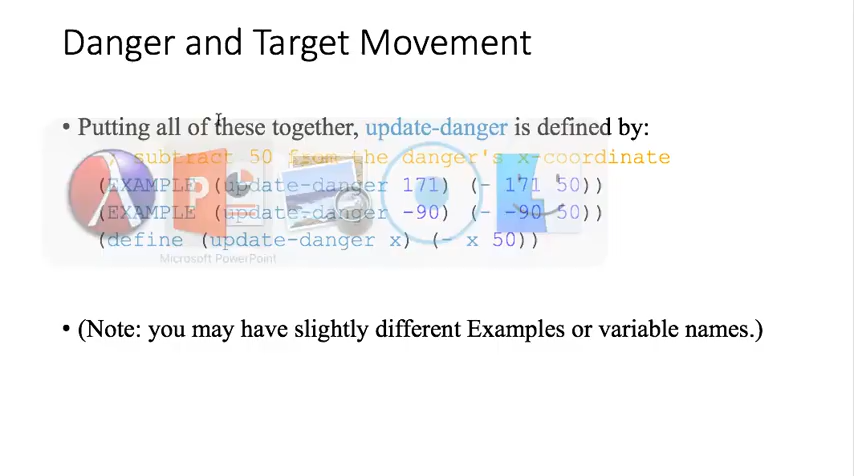 Danger and Target Movement
• Putting all of these together, update-danger is defined by:
; subtract 50 from the danger's x-coordinate
(EXAMPLE (update-danger 171) (- 171 50))
(EXAMPLE (update-danger -90) (- -90 50))
(define (update-danger x) (- x 50))
Microsoft PowerPoint
• (Note: you may have slightly different Examples or variable names.)